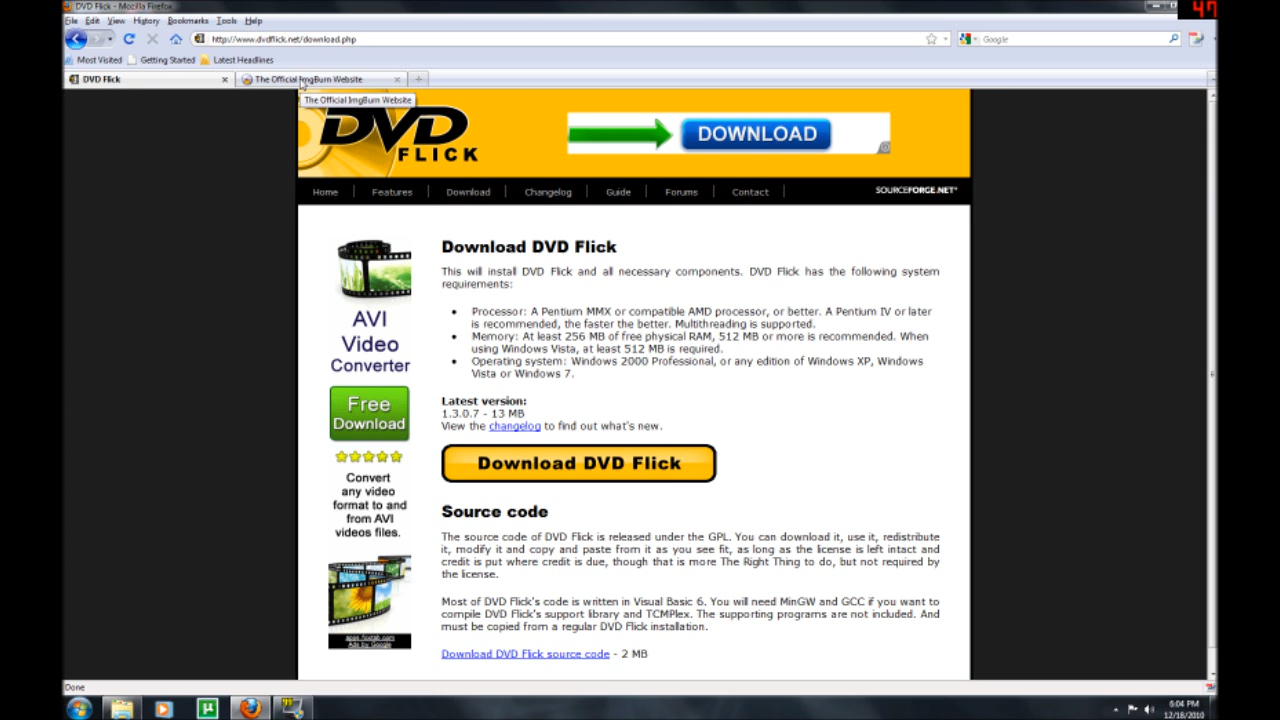 DVD Flick - Mozilla Firefox
47
File Edit View History Bookmarks Tools Help
http://www.dvdflick.net/download.php
Google
Most Visited Getting Started Latest Headlines
DVD Flick
The Official ImgBurn Website
The Official ImgBurn Website
DVD
FLICK
DOWNLOAD
Home Features Download Changelog Guide Forums Contact
SOURCEFORGE.NET
AVI
Video
Converter
Free
Download
Convert
any video
format to and
from AVI
videos files.
apps.foxtab.com
Ads by Google
Download DVD Flick
This will install DVD Flick and all necessary components. DVD Flick has the following system
requirements:
Processor: A Pentium MMX or compatible AMD processor, or better. A Pentium IV or later
is recommended, the faster the better. Multithreading is supported.
Memory: At least 256 MB of free physical RAM, 512 MB or more is recommended. When
using Windows Vista, at least 512 MB is required.
Operating system: Windows 2000 Professional, or any edition of Windows XP, Windows
Vista or Windows 7.
Latest version:
1.3.0.7 - 13 MB
View the changelog to find out what's new.
Download DVD Flick
Source code
The source code of DVD Flick is released under the GPL. You can download it, use it, redistribute
it, modify it and copy and paste from it as you see fit, as long as the license is left intact and
credit is put where credit is due, though that is more The Right Thing to do, but not required by
the license.
Most of DVD Flick's code is written in Visual Basic 6. You will need MinGW and GCC if you want to
compile DVD Flick's support library and TCMPlex. The supporting programs are not included. And
must be copied from a regular DVD Flick installation.
Download DVD Flick source code - 2 MB
Done
6:04 PM
12/18/2010